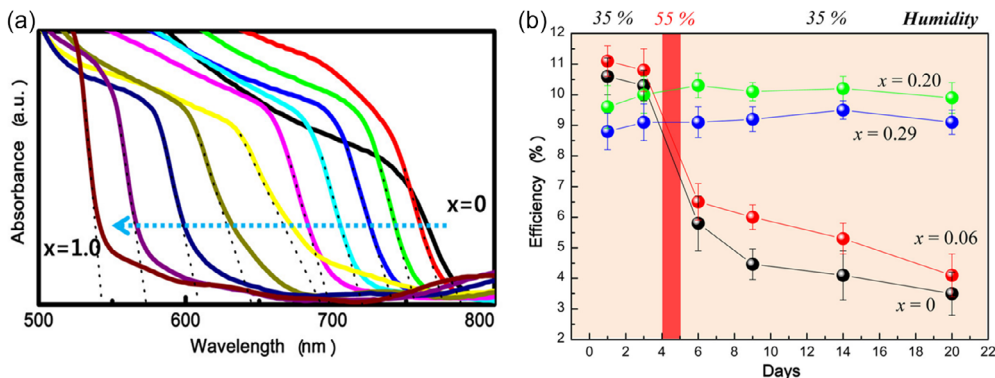 (a)
Absorbance (a.u.)
x=0
x=1.0
500 600 700 800
Wavelength (nm)
(b)
35 % 55 % 35 % Humidity
12
11
10
9
8
7
6
5
4
3
2
Efficiency (%)
x = 0.20
x = 0.29
x = 0.06
x = 0
0 2 4 6 8 10 12 14 16 18 20 22
Days